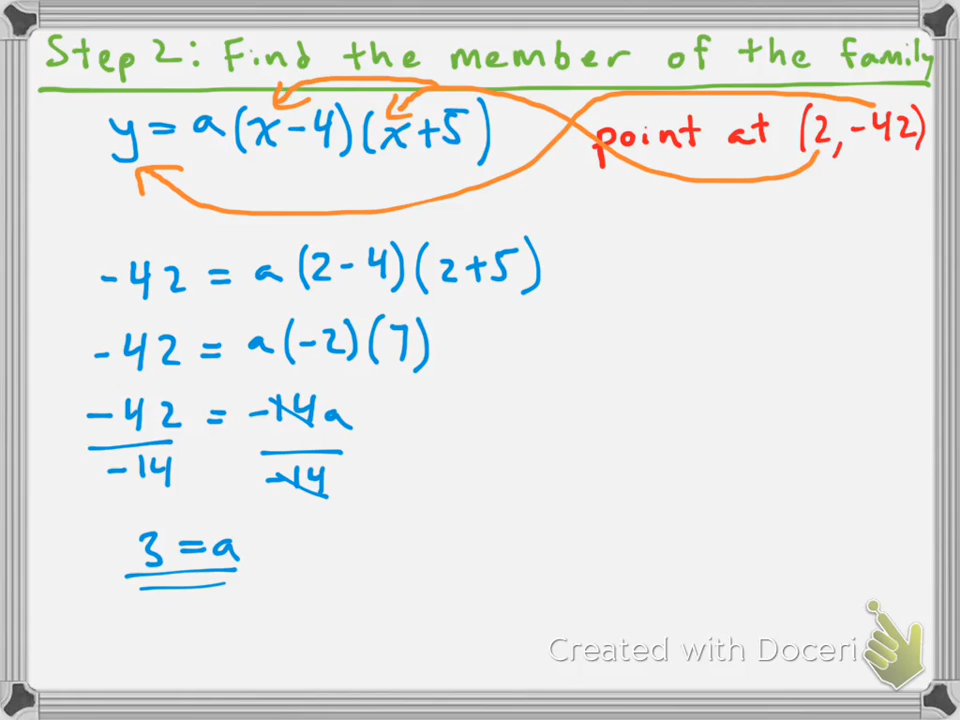 Step 2: Find the member of the family
y = a(x-4)(x+5) point at (2,-42)
-42 = a(2-4)(2+5)
-42 = a(-2)(7)
-42 = -14a
-14 -14
3 = a
Created with Doceri